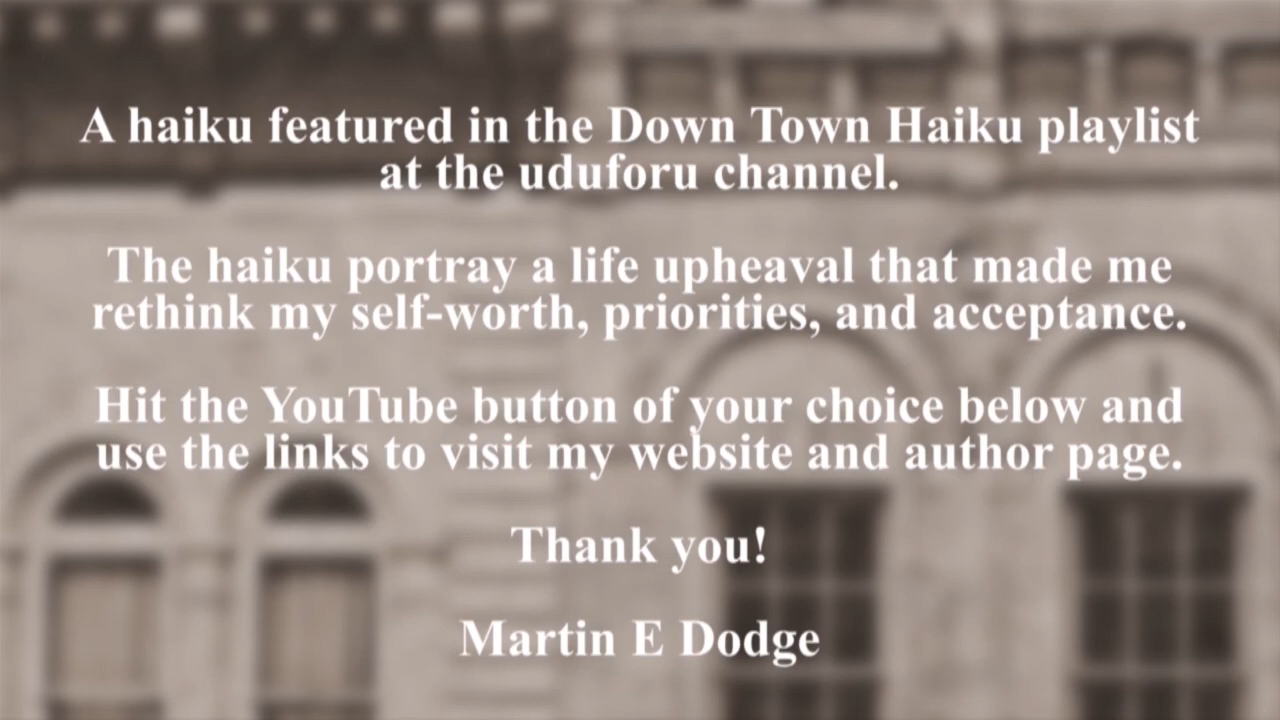 A haiku featured in the Down Town Haiku playlist
at the uduforu channel.
The haiku portray a life upheaval that made me
rethink my self-worth, priorities, and acceptance.
Hit the YouTube button of your choice below and
use the links to visit my website and author page.
Thank you!
Martin E Dodge